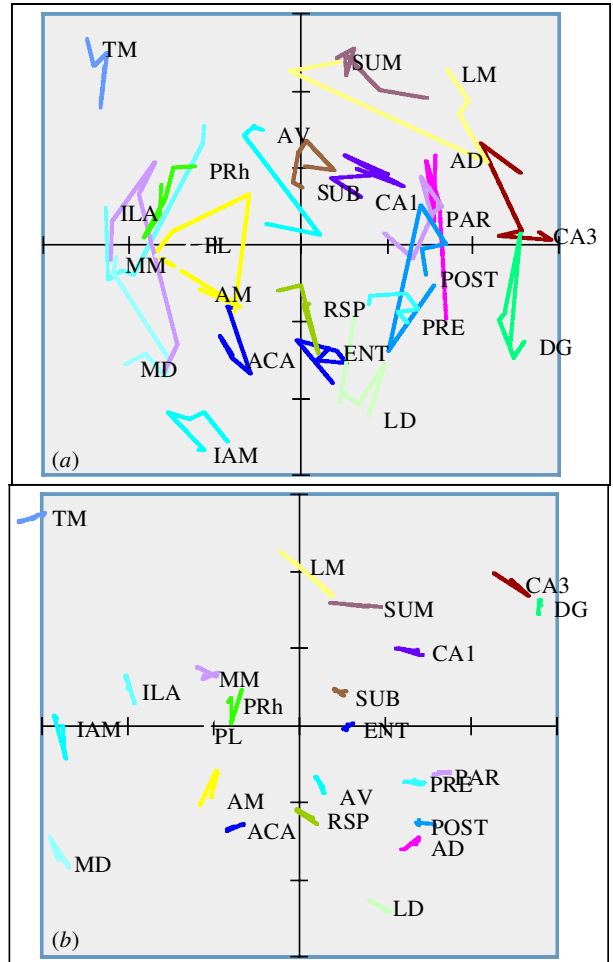 TM
SUM
LM
AV
AD
PRh
SUB
CA1
ILA
PAR
CA3
PL
MM
POST
AM
RSP
PRE
DG
ACA
ENT
MD
LD
IAM
(a)
TM
LM
CA3
SUM
DG
CA1
MM
ILA
SUB
PRh
IAM
PL
ENT
PAR
PRE
AM
AV
RSP
POST
ACA
AD
MD
LD
(b)